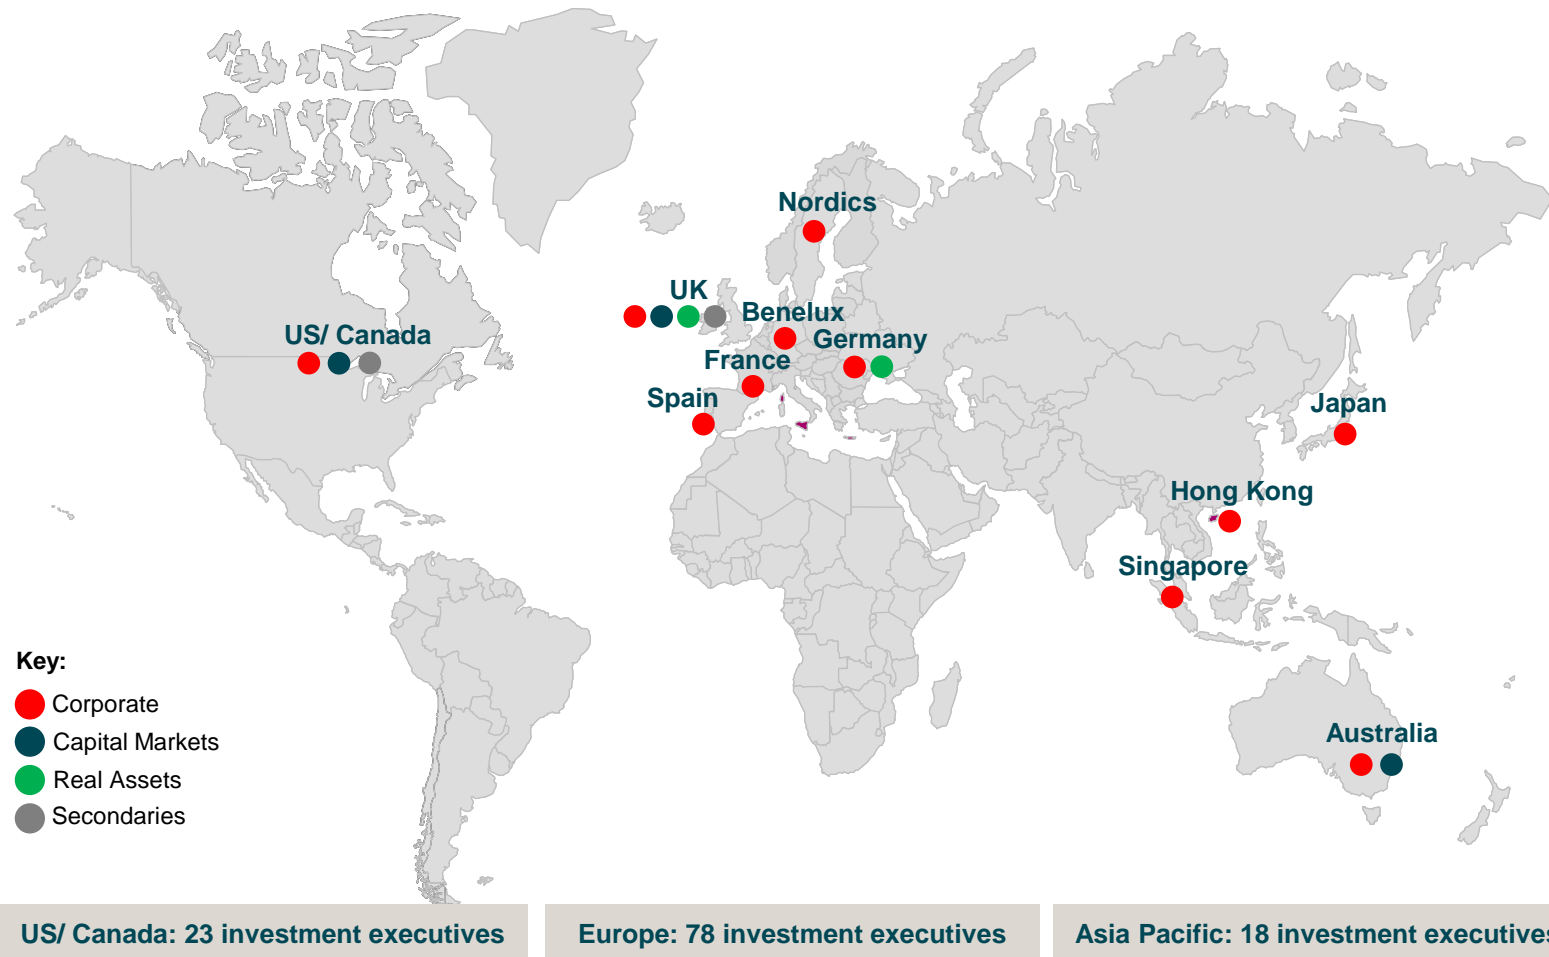 Nordics
UK
Benelux
US/ Canada
Germany
France
Spain
Japan
Hong Kong
Singapore
Key:
Corporate
Australia
Capital Markets
Real Assets
Secondaries
US/ Canada: 23 investment executives
Europe: 78 investment executives
Asia Pacific: 18 investment executives